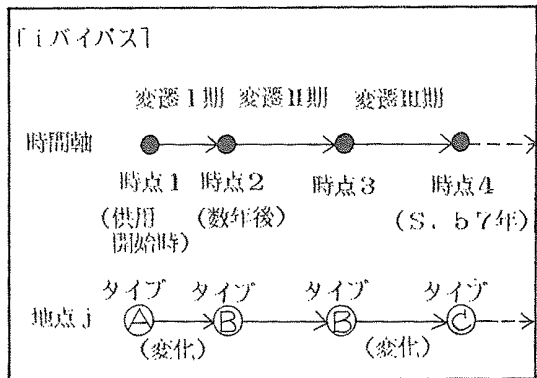 [iバイパス]
変遷Ⅰ期 変遷Ⅱ期 変遷Ⅲ期
時間軸
時点1 時点2 時点3 時点4
(供用開始時) (数年後) (S.57年)
タイプ タイプ タイプ タイプ
地点j Ⓐ Ⓑ Ⓑ Ⓒ
(変化) (変化)